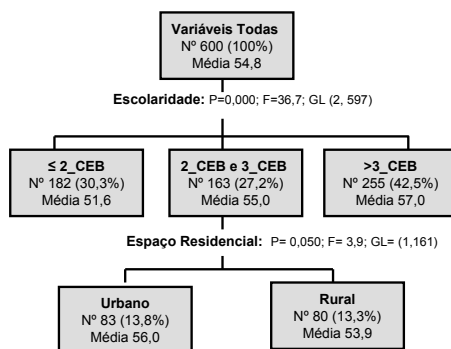 Variáveis Todas
Nº 600 (100%)
Média 54,8
Escolaridade: P=0,000; F=36,7; GL (2, 597)
≤ 2_CEB
Nº 182 (30,3%)
Média 51,6
2_CEB e 3_CEB
Nº 163 (27,2%)
Média 55,0
>3_CEB
Nº 255 (42,5%)
Média 57,0
Espaço Residencial: P= 0,050; F= 3,9; GL= (1,161)
Urbano
Nº 83 (13,8%)
Média 56,0
Rural
Nº 80 (13,3%)
Média 53,9